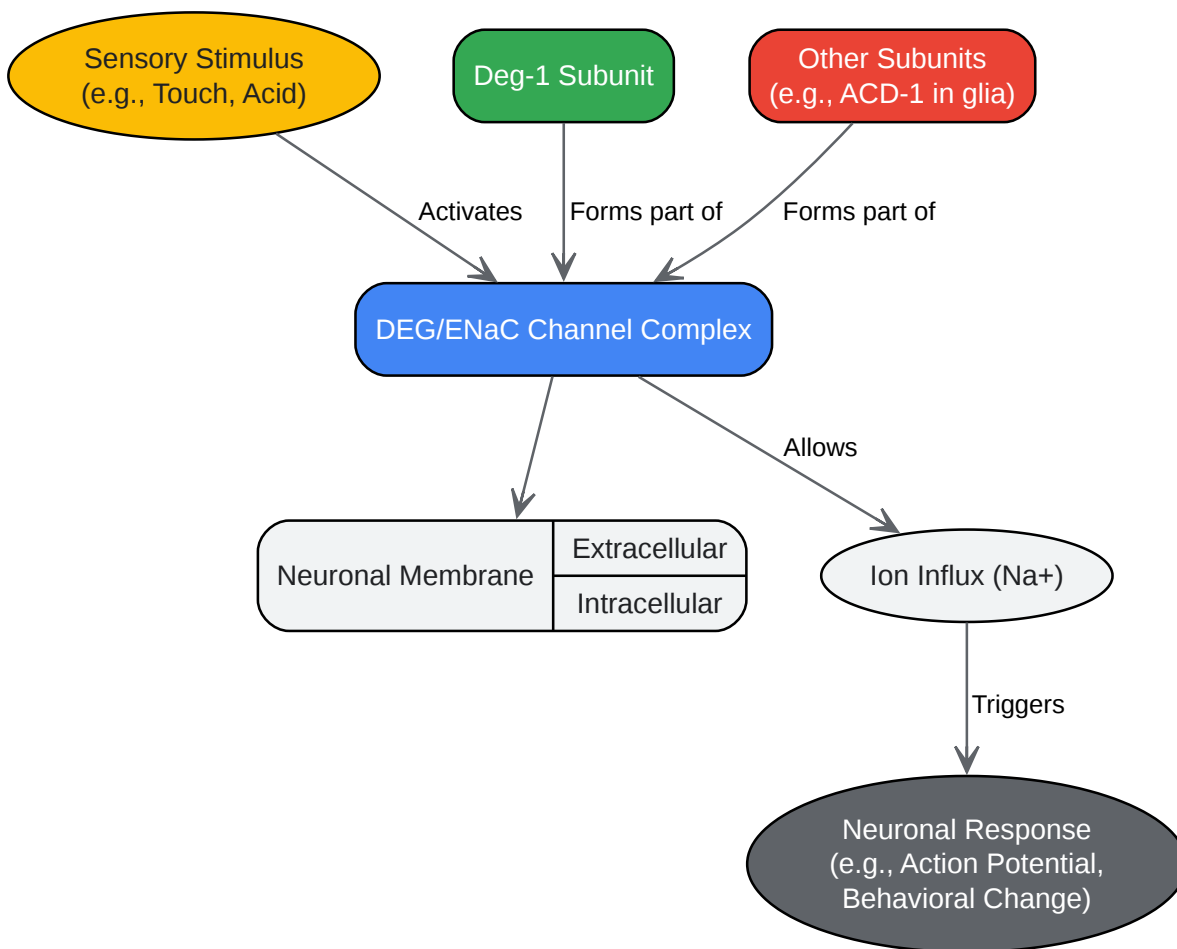 Sensory Stimulus
(e.g., Touch, Acid)
Deg-1 Subunit
Other Subunits
(e.g., ACD-1 in glia)
Activates
Forms part of
Forms part of
DEG/ENaC Channel Complex
Allows
Neuronal Membrane
Extracellular
Intracellular
Ion Influx (Na+)
Triggers
Neuronal Response
(e.g., Action Potential,
Behavioral Change)